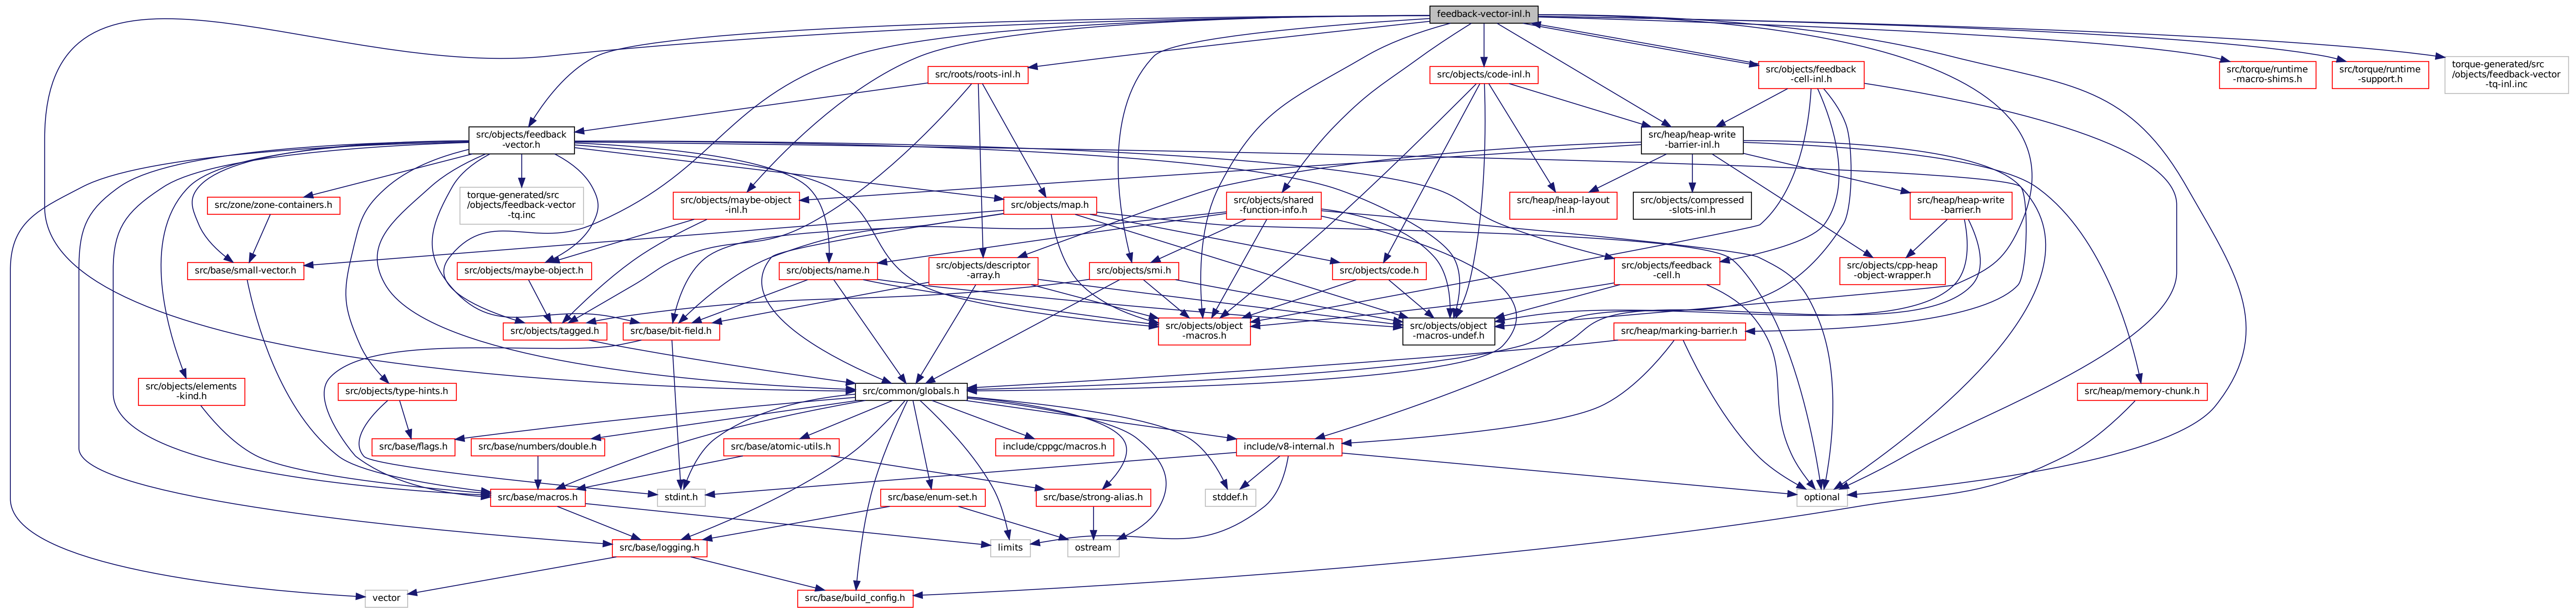 feedback-vector-inl.h
src/roots/roots-inl.h
src/objects/code-inl.h
src/objects/feedback
-cell-inl.h
src/torque/runtime
-macro-shims.h
src/torque/runtime
-support.h
torque-generated/src
/objects/feedback-vector
-tq-inl.inc
src/objects/feedback
-vector.h
src/heap/heap-write
-barrier-inl.h
src/zone/zone-containers.h
torque-generated/src
/objects/feedback-vector
-tq.inc
src/objects/maybe-object
-inl.h
src/objects/map.h
src/objects/shared
-function-info.h
src/heap/heap-layout
-inl.h
src/objects/compressed
-slots-inl.h
src/heap/heap-write
-barrier.h
src/base/small-vector.h
src/objects/maybe-object.h
src/objects/name.h
src/objects/descriptor
-array.h
src/objects/smi.h
src/objects/code.h
src/objects/feedback
-cell.h
src/objects/cpp-heap
-object-wrapper.h
src/objects/tagged.h
src/base/bit-field.h
src/objects/object
-macros.h
src/objects/object
-macros-undef.h
src/heap/marking-barrier.h
src/objects/elements
-kind.h
src/objects/type-hints.h
src/common/globals.h
src/heap/memory-chunk.h
src/base/flags.h
src/base/numbers/double.h
src/base/atomic-utils.h
include/cppgc/macros.h
include/v8-internal.h
src/base/macros.h
stdint.h
src/base/enum-set.h
src/base/strong-alias.h
stddef.h
optional
src/base/logging.h
limits
ostream
vector
src/base/build_config.h